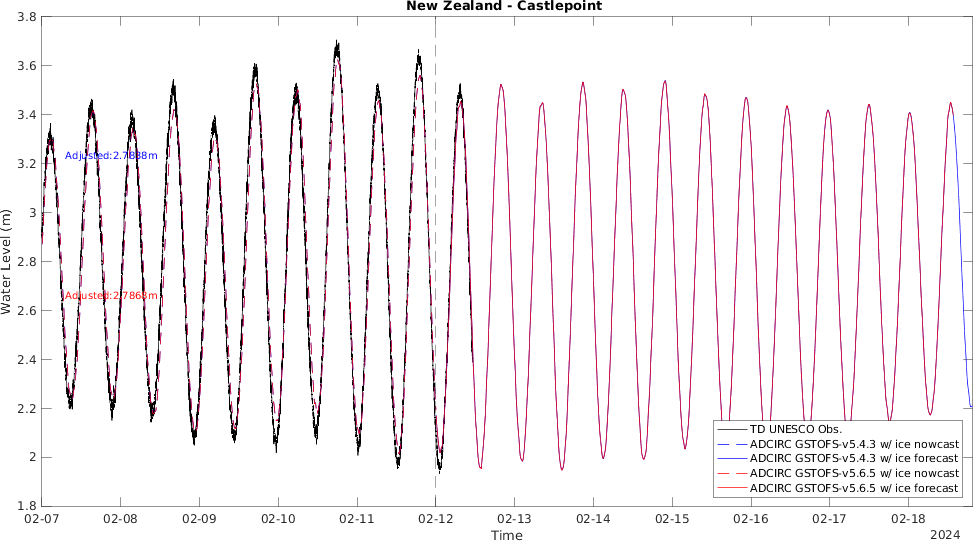 New Zealand - Castlepoint
3.8
3.6
3.4
3.2
3
2.8
2.6
2.4
2.2
2
1.8
Water Level (m)
Adjusted:2.7888m
Adjusted:2.7868m
TD UNESCO Obs.
ADCIRC GSTOFS-v5.4.3 w/ ice nowcast
ADCIRC GSTOFS-v5.4.3 w/ ice forecast
ADCIRC GSTOFS-v5.6.5 w/ ice nowcast
ADCIRC GSTOFS-v5.6.5 w/ ice forecast
02-07 02-08 02-09 02-10 02-11 02-12 02-13 02-14 02-15 02-16 02-17 02-18
Time
2024